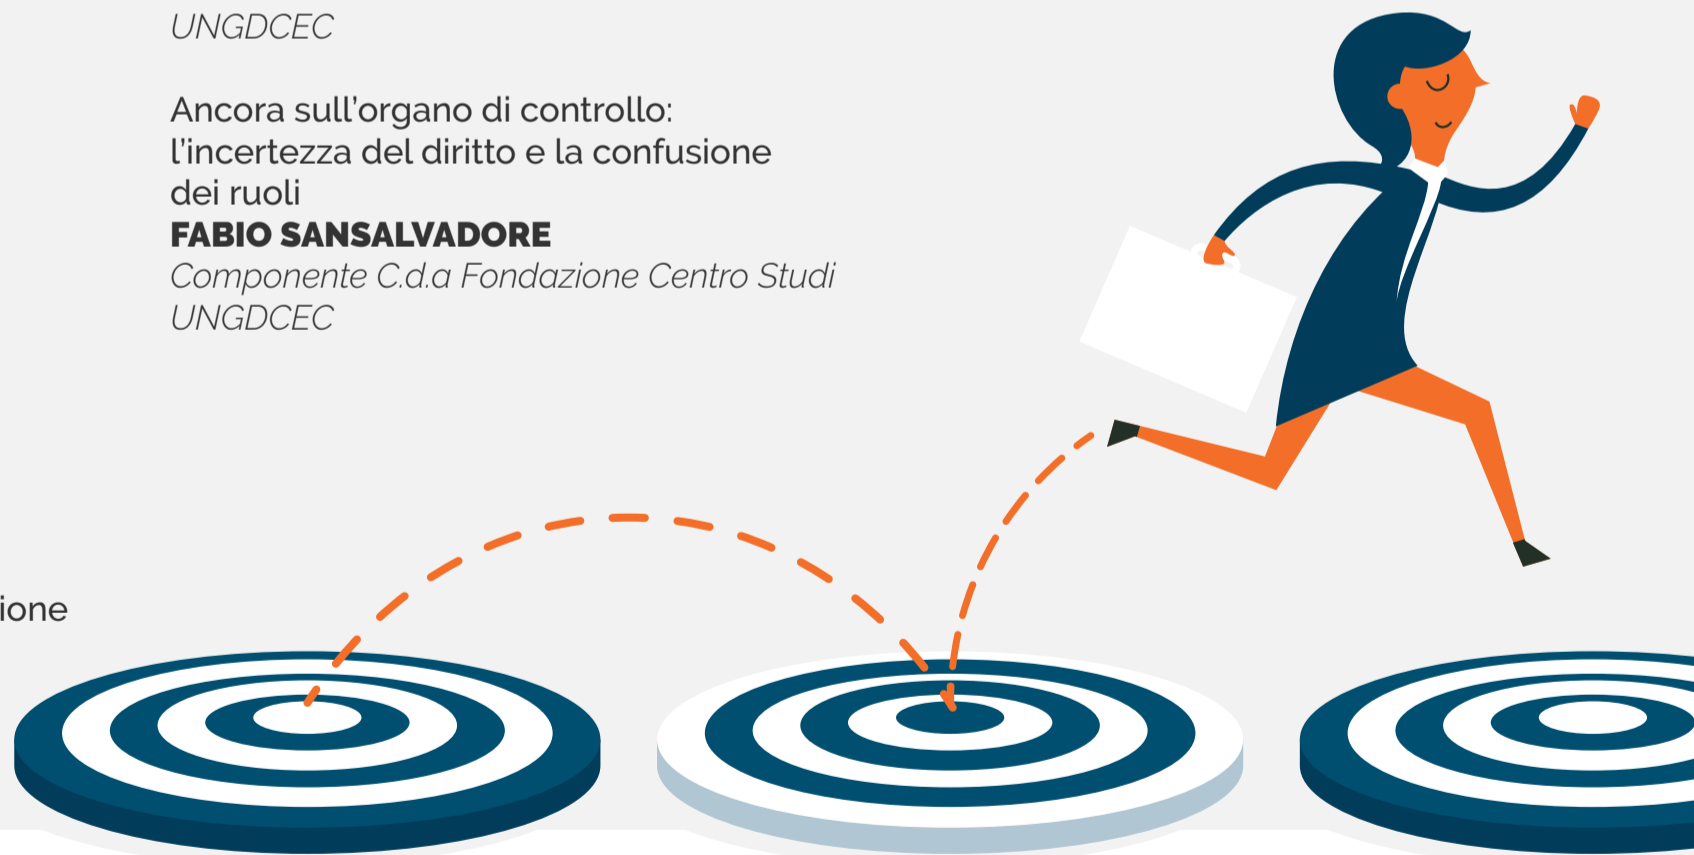 UNGDCEC
Ancora sull’organo di controllo:
l’incertezza del diritto e la confusione
dei ruoli
FABIO SANSALVADORE
Componente C.d.a Fondazione Centro Studi
UNGDCEC
ione